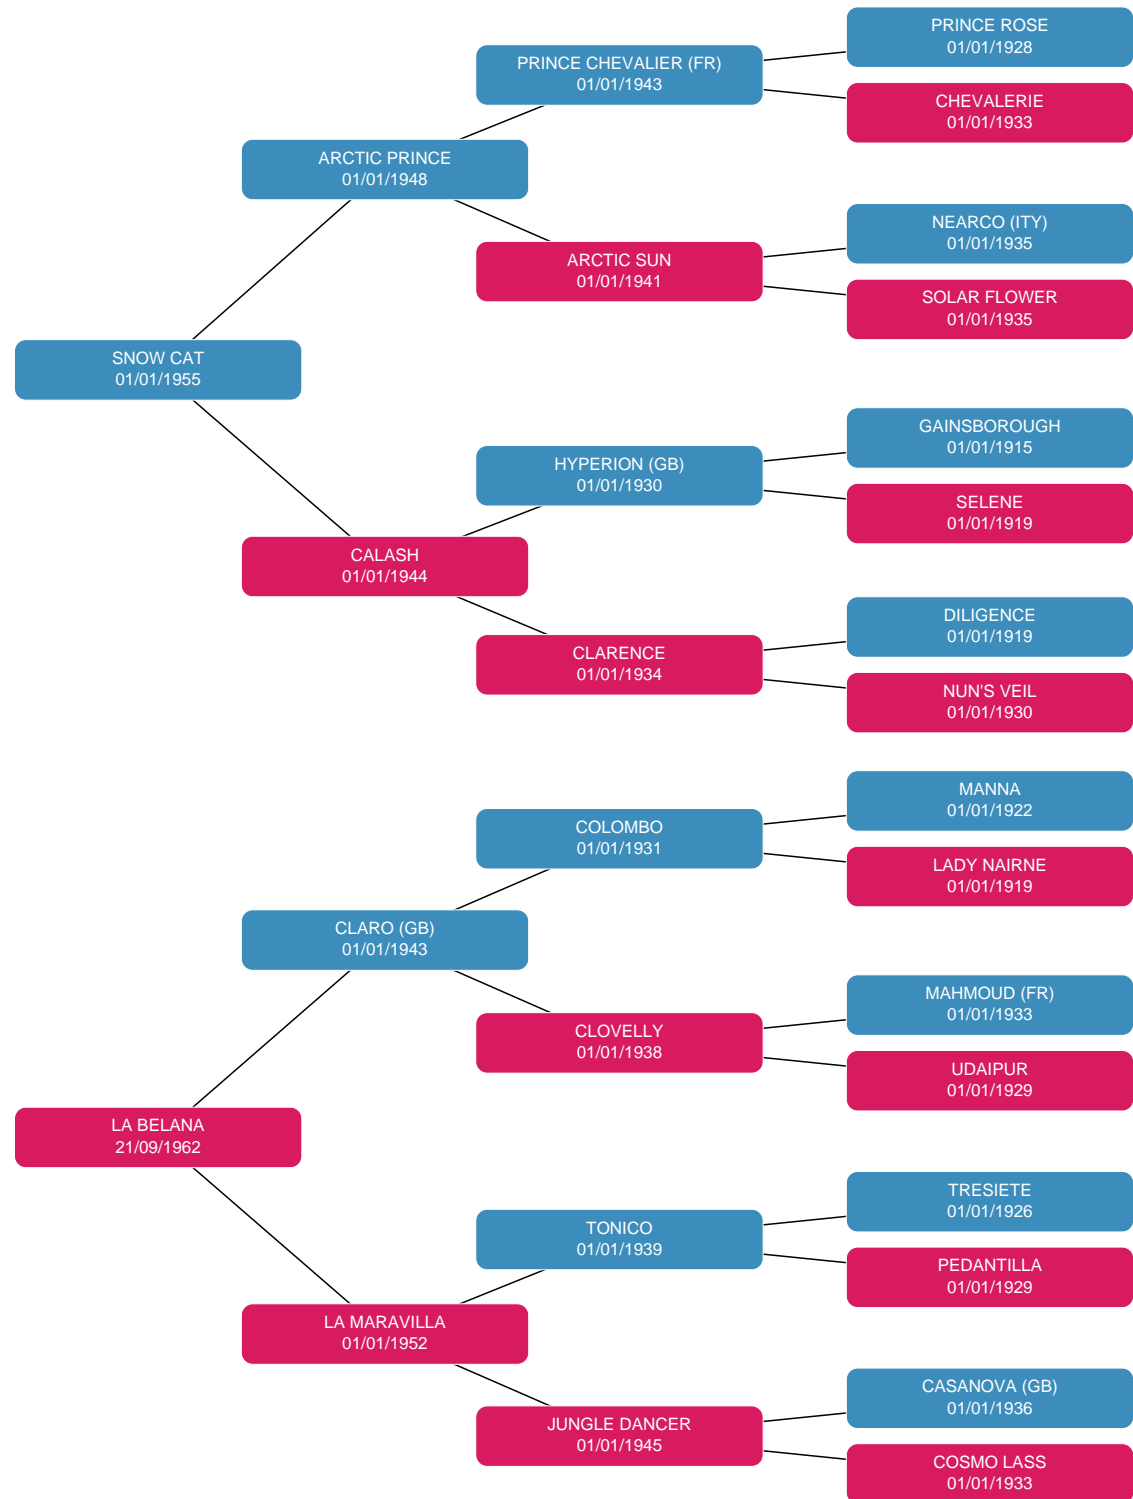 PRINCE ROSE
01/01/1928
PRINCE CHEVALIER (FR)
01/01/1943
CHEVALERIE
01/01/1933
ARCTIC PRINCE
01/01/1948
NEARCO (ITY)
01/01/1935
ARCTIC SUN
01/01/1941
SOLAR FLOWER
01/01/1935
SNOW CAT
01/01/1955
GAINSBOROUGH
01/01/1915
HYPERION (GB)
01/01/1930
SELENE
01/01/1919
CALASH
01/01/1944
DILIGENCE
01/01/1919
CLARENCE
01/01/1934
NUN'S VEIL
01/01/1930
MANNA
01/01/1922
COLOMBO
01/01/1931
LADY NAIRNE
01/01/1919
CLARO (GB)
01/01/1943
MAHMOUD (FR)
01/01/1933
CLOVELLY
01/01/1938
UDAIPUR
01/01/1929
LA BELANA
21/09/1962
TRESIETE
01/01/1926
TONICO
01/01/1939
PEDANTILLA
01/01/1929
LA MARAVILLA
01/01/1952
CASANOVA (GB)
01/01/1936
JUNGLE DANCER
01/01/1945
COSMO LASS
01/01/1933